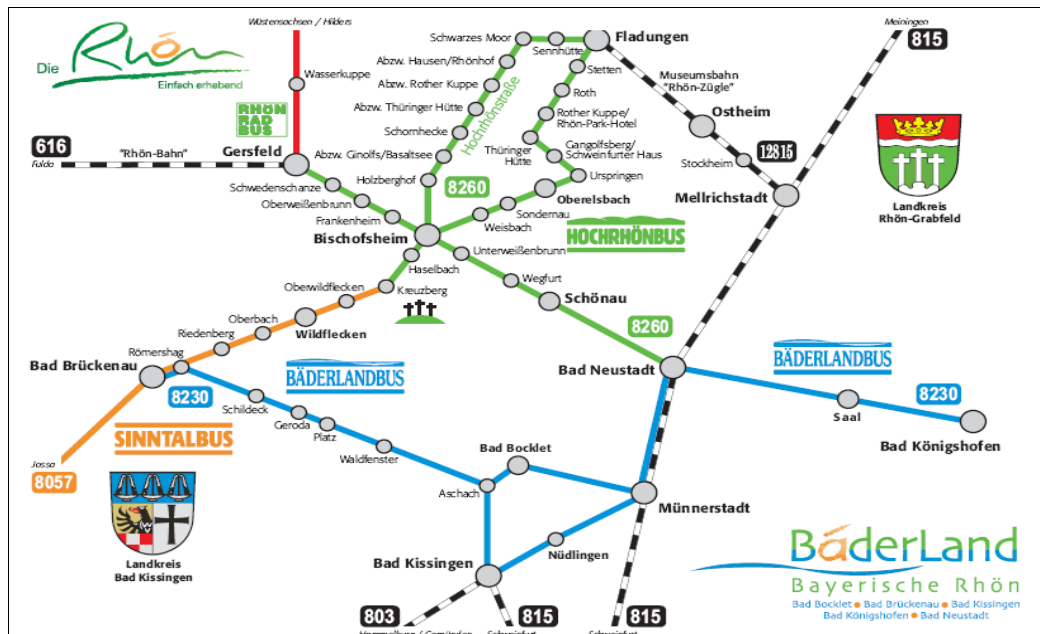 Wüstensachsen / Hilders
Meiningen
815
Die Rhön
Einfach erhebend
Wasserkuppe
RHÖN
RAD
BUS
Schwarzes Moor
Sennhütte
Fladungen
Abzw. Hausen/Rhönhof
Stetten
Abzw. Rother Kuppe
Roth
Museumsbahn
"Rhön-Zügle"
Abzw. Thüringer Hütte
Hochrhönstraße
Rother Kuppe/
Rhön-Park-Hotel
Ostheim
Schornhecke
616
Fulda
"Rhön-Bahn"
Gersfeld
Abzw. Ginolfs/Basaltsee
Thüringer
Hütte
Gangolfsberg/
Schweinfurter Haus
Stockheim
12815
Schwedenschanze
Holzberghof
8260
Urspringen
Oberelsbach
Mellrichstadt
Landkreis
Rhön-Grabfeld
Oberweißenbrunn
Frankenheim
Sondernau
Weisbach
Bischofsheim
HOCHRHÖNBUS
Haselbach
Unterweißenbrunn
Oberwildflecken
Kreuzberg
Wegfurt
Schönau
Oberbach
Wildflecken
Riedenberg
8260
Römershag
Bad Brückenau
8230
BÄDERLANDBUS
Bad Neustadt
BÄDERLANDBUS
8230
Schildeck
Geroda
Platz
Saal
Bad Königshofen
SINNTALBUS
Waldfenster
Bad Bocklet
Jossa
8057
Aschach
Münnerstadt
Nüdlingen
Landkreis
Bad Kissingen
Bad Kissingen
BäderLand
Bayerische Rhön
Bad Bocklet • Bad Brückenau • Bad Kissingen
Bad Königshofen • Bad Neustadt
803
815
815
Hammelburg / Gemünden
Schweinfurt
Schweinfurt